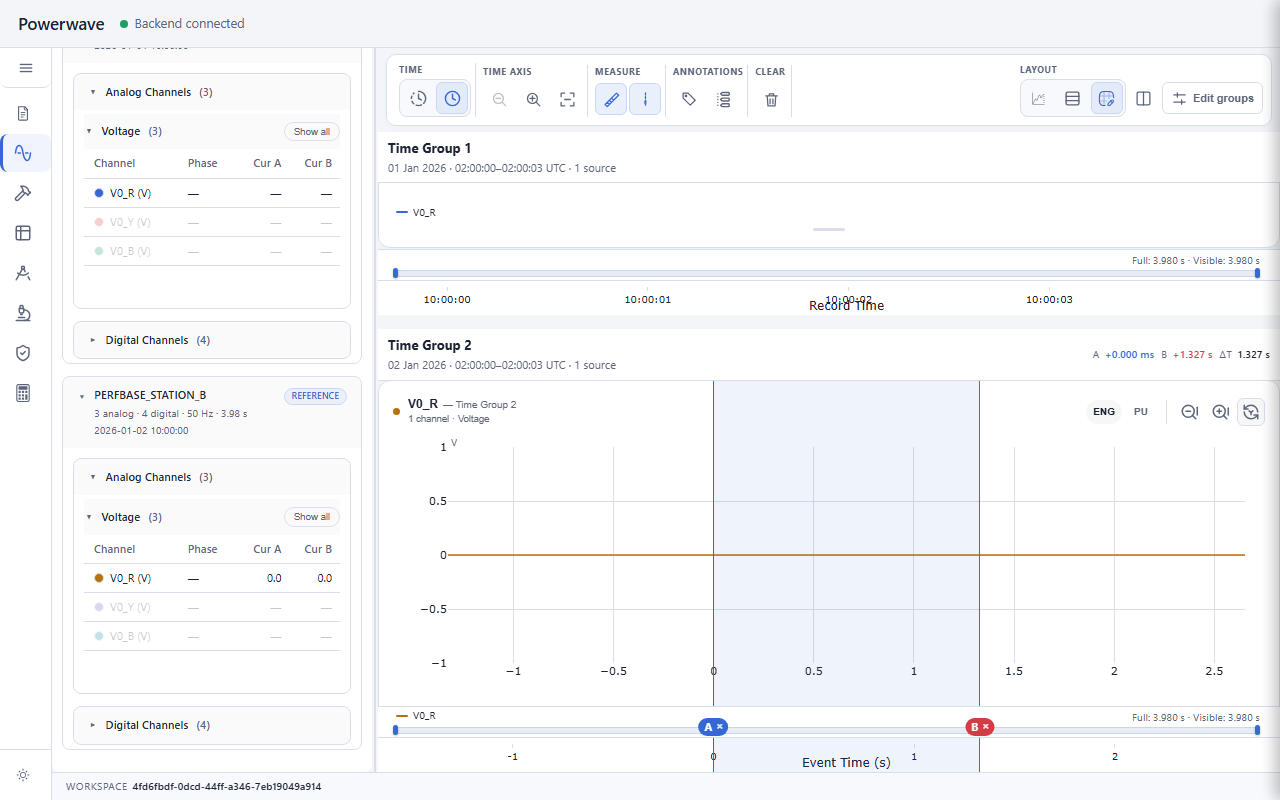 Powerwave
Backend connected
Analog Channels (3)
Voltage (3) Show all
Channel Phase Cur A Cur B
V0_R (V) — — —
V0_Y (V) — — —
V0_B (V) — — —
Digital Channels (4)
PERFBASE_STATION_B REFERENCE
3 analog · 4 digital · 50 Hz · 3.98 s
2026-01-02 10:00:00
Analog Channels (3)
Voltage (3) Show all
Channel Phase Cur A Cur B
V0_R (V) — 0.0 0.0
V0_Y (V) — — —
V0_B (V) — — —
Digital Channels (4)
TIME TIME AXIS MEASURE ANNOTATIONS CLEAR LAYOUT
Edit groups
Time Group 1
01 Jan 2026 · 02:00:00–02:00:03 UTC · 1 source
V0_R
Full: 3.980 s · Visible: 3.980 s
10:00:00 10:00:01 10:00:02 10:00:03
Record Time
Time Group 2
02 Jan 2026 · 02:00:00–02:00:03 UTC · 1 source
A +0.000 ms B +1.327 s ΔT 1.327 s
V0_R — Time Group 2
1 channel · Voltage
ENG PU
V
1
0.5
0
−0.5
−1
−1 −0.5 0 0.5 1 1.5 2 2.5
V0_R
Full: 3.980 s · Visible: 3.980 s
A × B ×
-1 0 1 2
Event Time (s)
WORKSPACE 4fd6fbdf-0dcd-44ff-a346-7eb19049a914